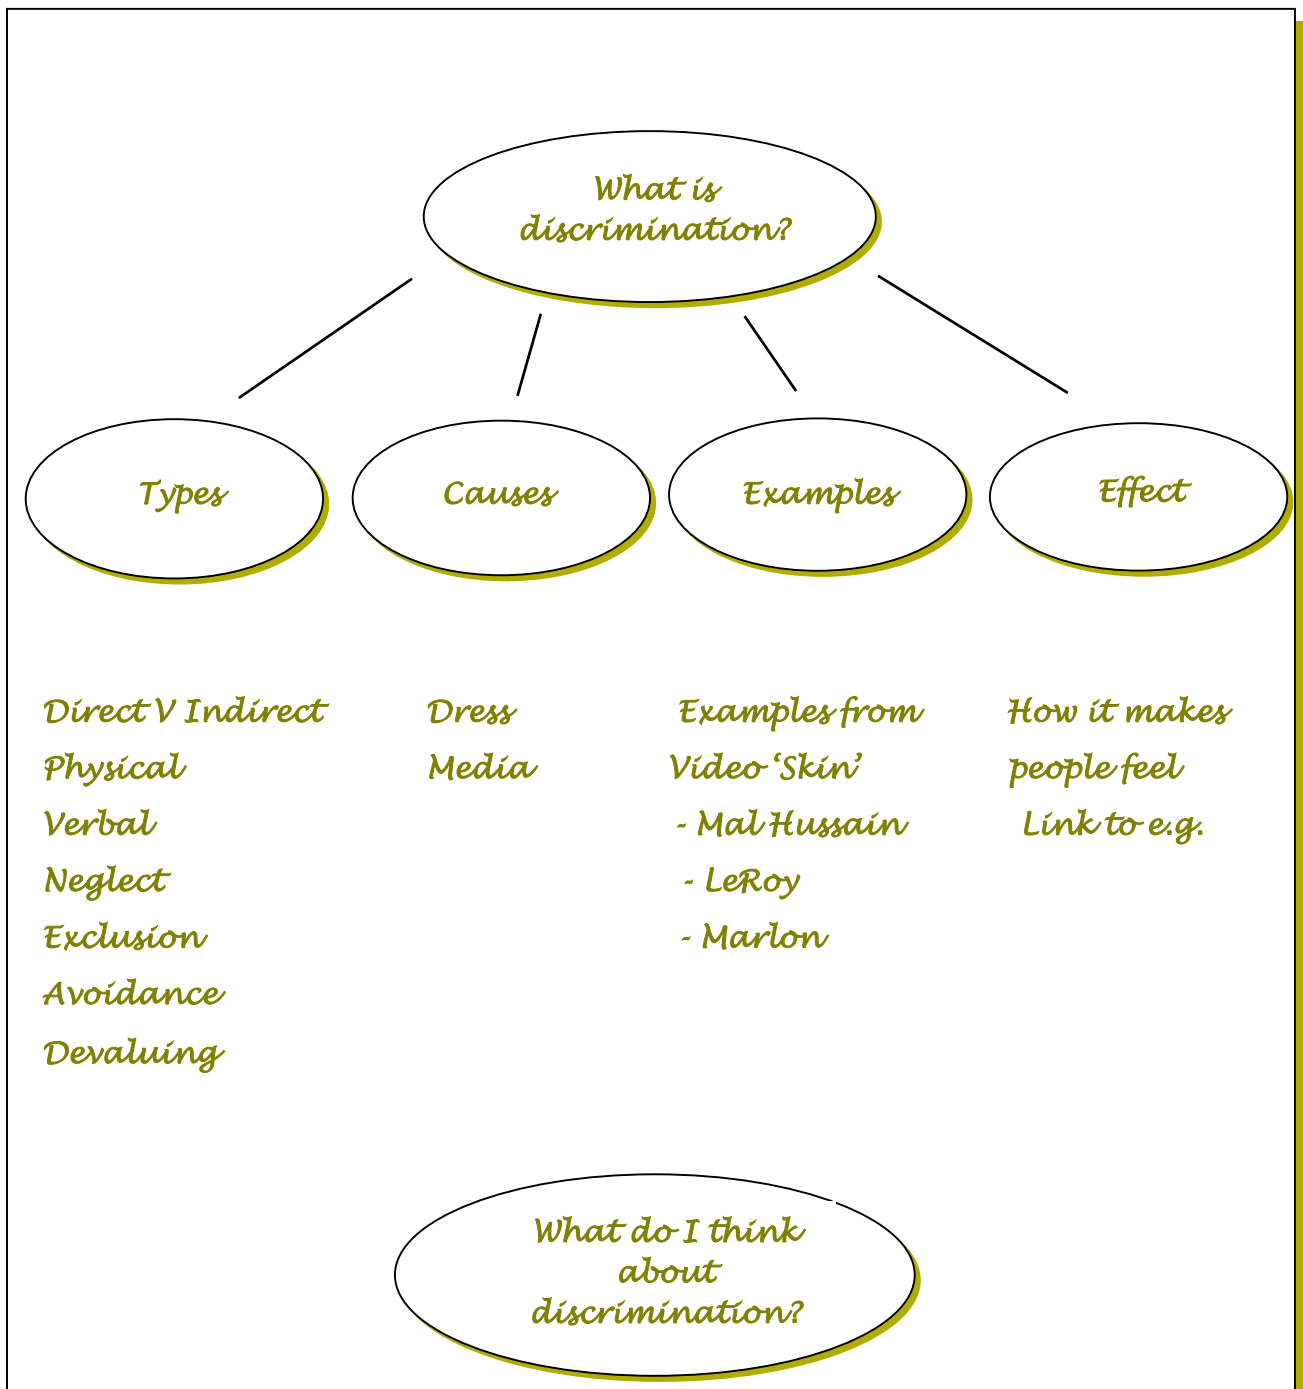 What is
discrimination?
Types
Causes
Examples
Effect
Direct V Indirect
Physical
Verbal
Neglect
Exclusion
Avoidance
Devaluing
Dress
Media
Examples from
Video ‘Skin’
- Mal Hussain
- LeRoy
- Marlon
How it makes
people feel
Link to e.g.
What do I think
about
discrimination?